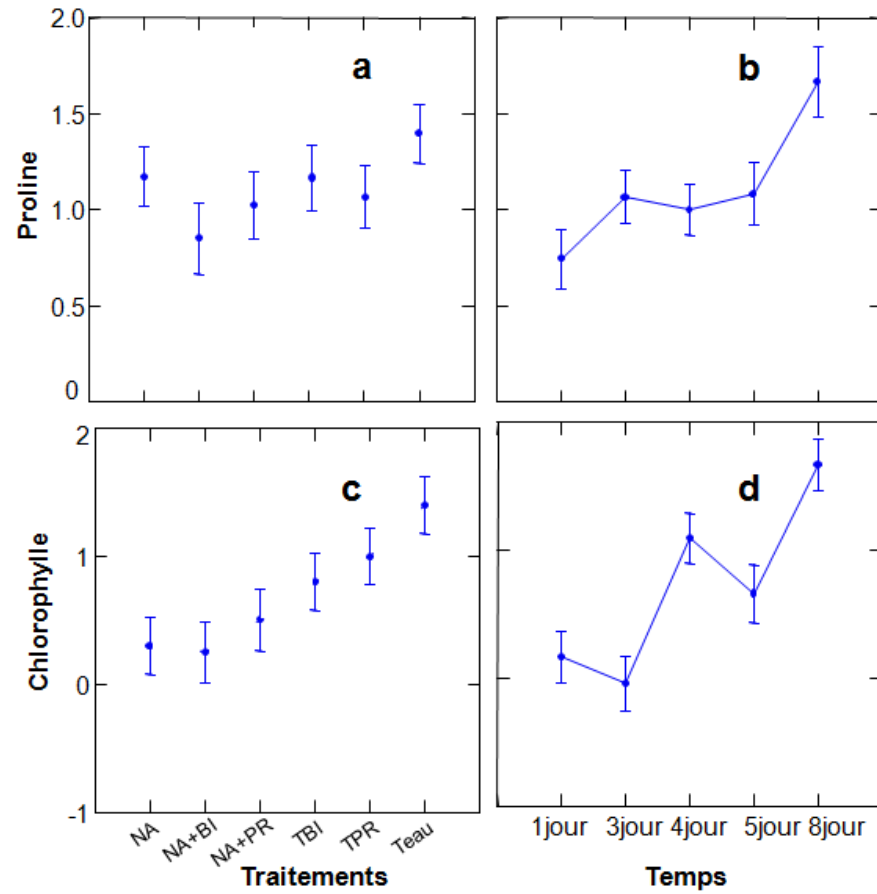 2.0
a
b
1.5
Proline
1.0
0.5
0
2
c
d
1
Chlorophylle
0
-1
NA
NA+BI
NA+PR
TBI
TPR
Teau
1jour
3jour
4jour
5jour
8jour
Traitements
Temps